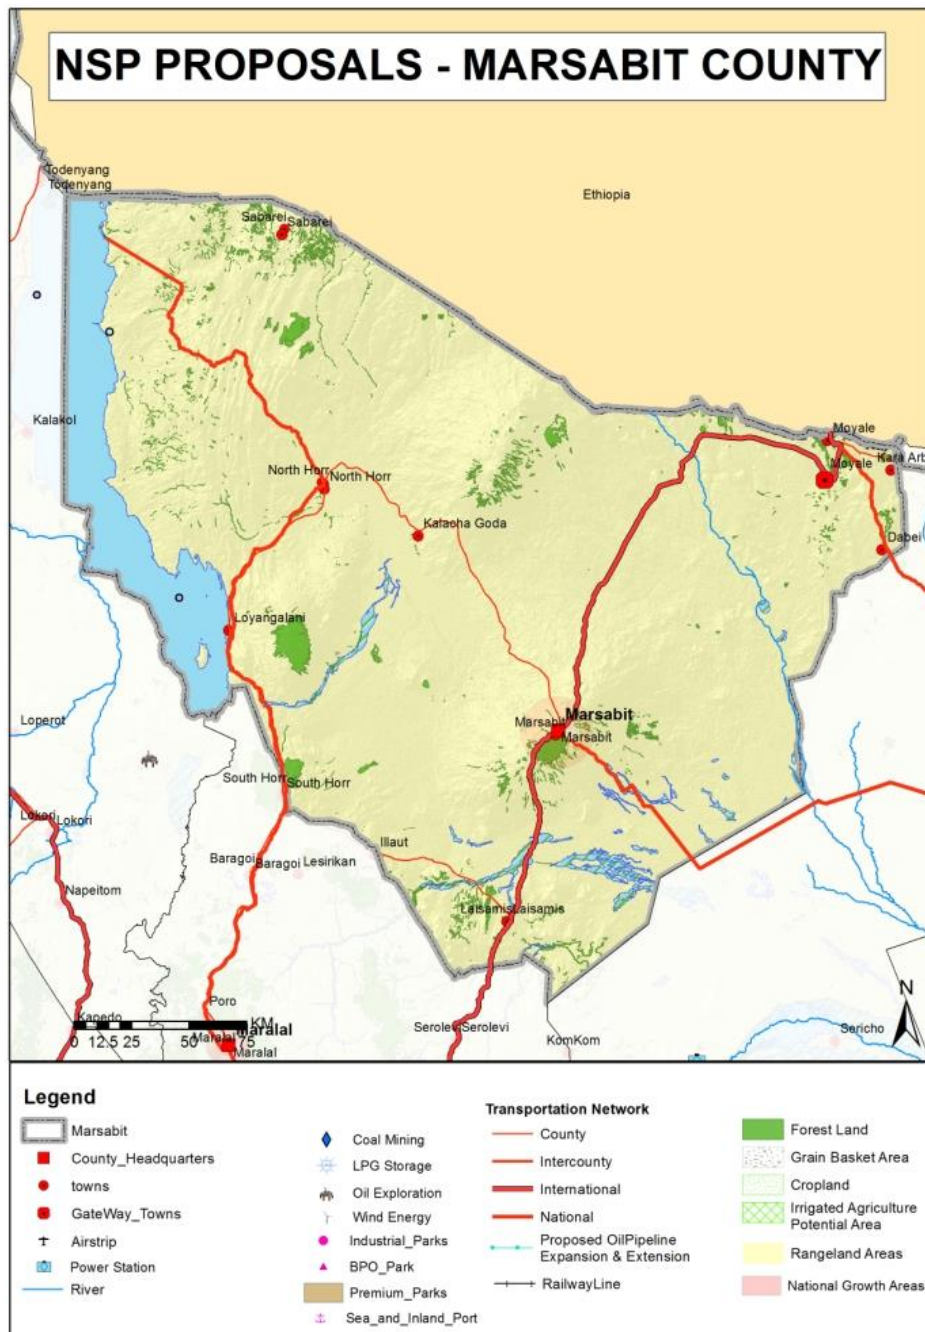 NSP PROPOSALS - MARSABIT COUNTY
Todenyang
Todenyang
Ethiopia
Sabarei
Sabarei
Kalakol
Moyale
Moyale
Kara Arb
North Horr
North Horr
Kalacha Goda
Dabel
Loyangalani
Loperot
Marsabit
Marsabit
Marsabit
South Horr
South Horr
Lokori
Lokori
Illaut
Baragoi
Baragoi
Lesirikan
Napeitom
Laisamis
Laisamis
Poro
Kapedo
KM
Maralal
Maralal
Maralal
0 12.5 25 50 75
Serolevi
Serolevi
KomKom
Sericho
N
Legend
Marsabit
County_Headquarters
towns
GateWay_Towns
Airstrip
Power Station
River
Coal Mining
LPG Storage
Oil Exploration
Wind Energy
Industrial_Parks
BPO_Park
Premium_Parks
Sea_and_Inland_Port
Transportation Network
County
Intercounty
International
National
Proposed OilPipeline
Expansion & Extension
RailwayLine
Forest Land
Grain Basket Area
Cropland
Irrigated Agriculture
Potential Area
Rangeland Areas
National Growth Areas